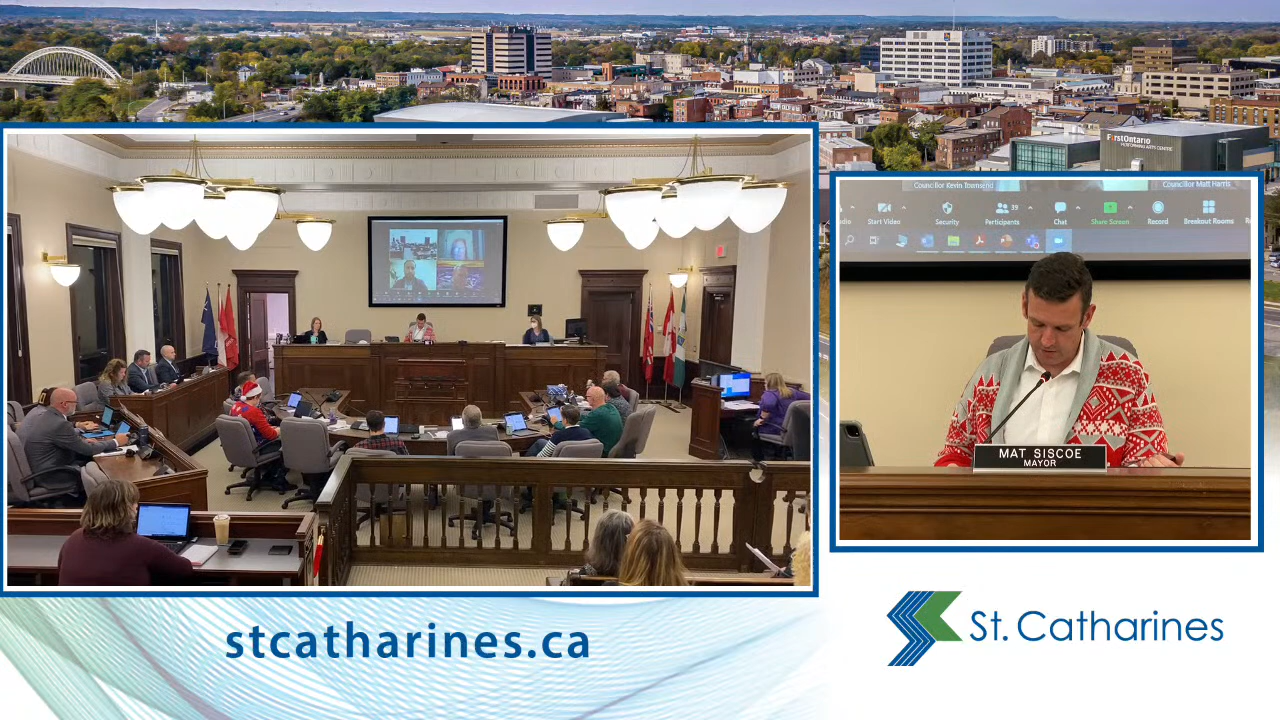 FirstOntario
PERFORMING ARTS CENTRE
Councillor Kevin Townsend
Councillor Matt Harris
Start Video
Security
Participants
39
Chat
Share Screen
Record
Breakout Rooms
MAT SISCOE
MAYOR
stcatharines.ca
St. Catharines